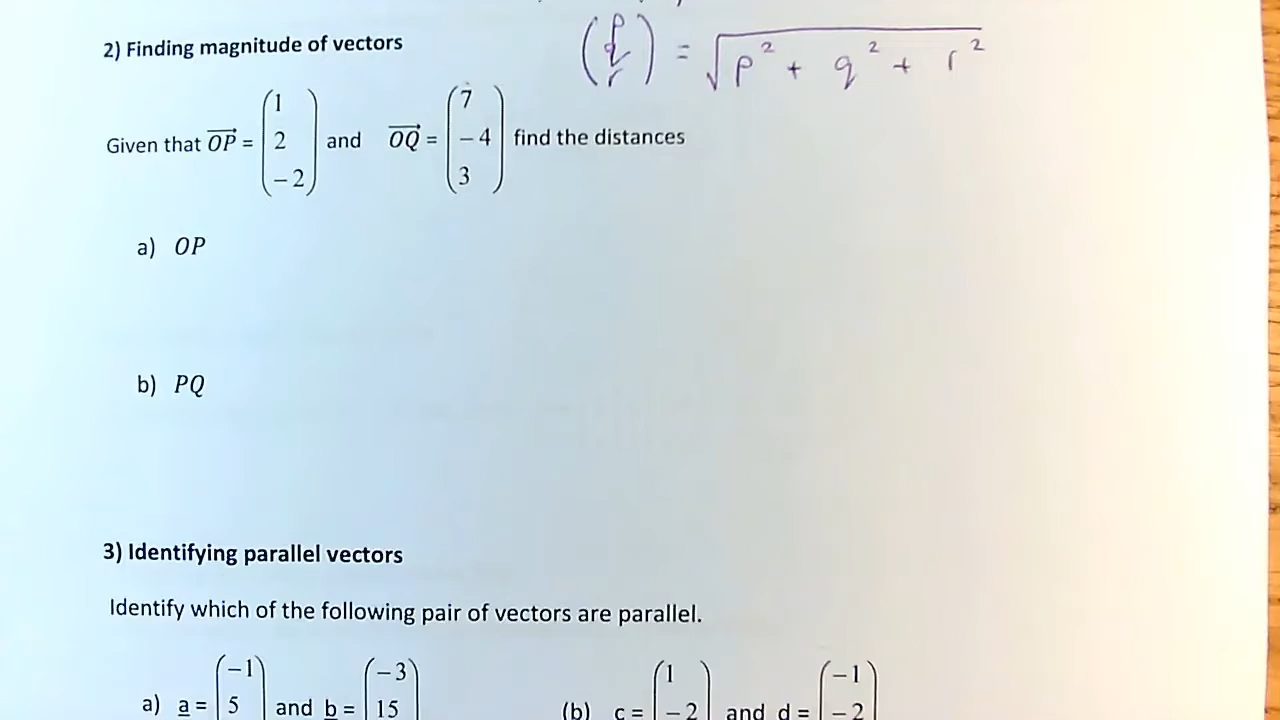 2) Finding magnitude of vectors
(p q r) = √p² + q² + r²
Given that OP = (1 2 -2) and OQ = (7 -4 3) find the distances
a) OP
b) PQ
3) Identifying parallel vectors
Identify which of the following pair of vectors are parallel.
a) a = (-1 5 and b = (-3 15 (b) c = (1 -2 and d = (-1 -2